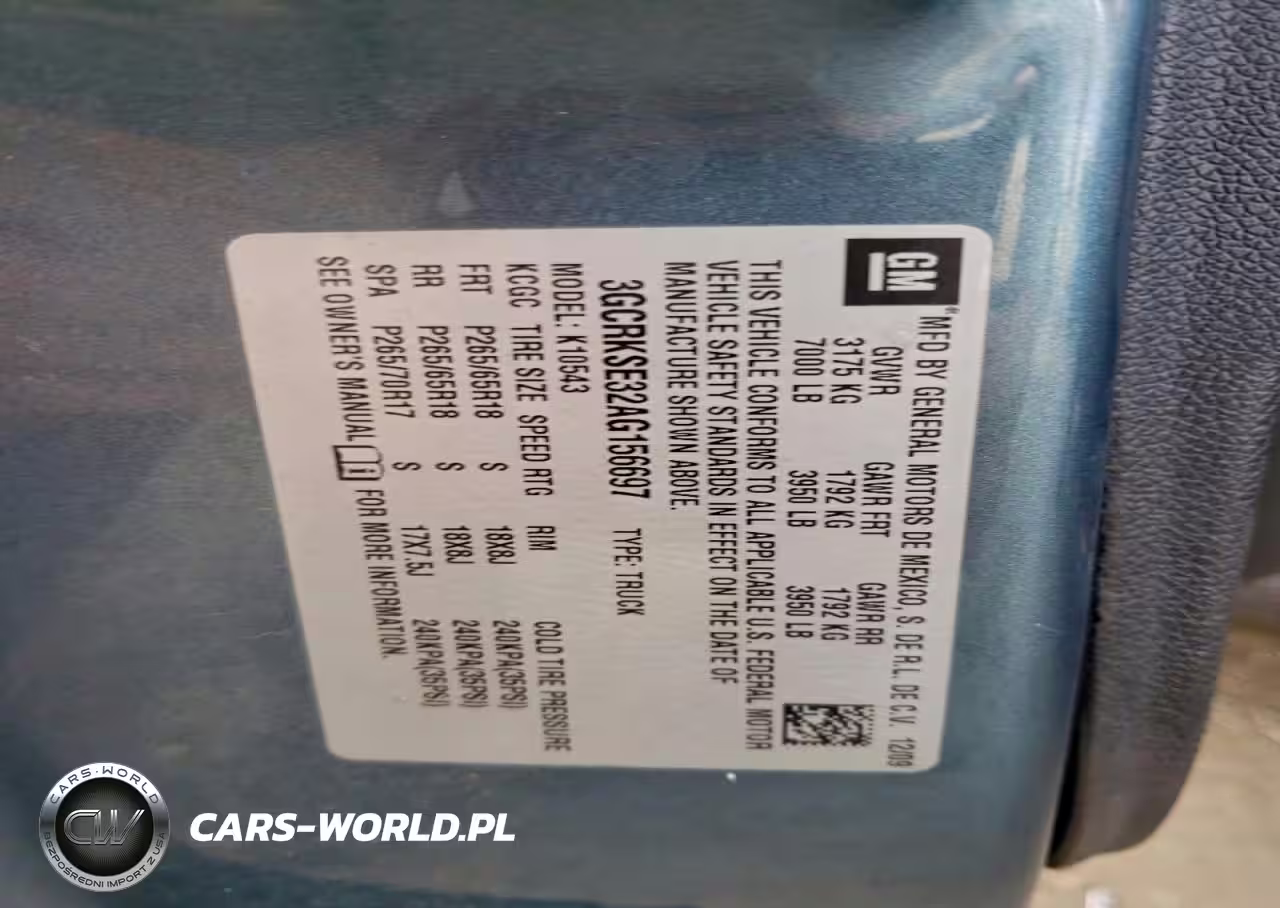 GM
® MFD BY GENERAL MOTORS DE MEXICO, S. DE R.L. DE C.V. 12/09
GVWR GAWR FRT GAWR RR
3175 KG 1792 KG 1792 KG
7000 LB 3950 LB 3950 LB
THIS VEHICLE CONFORMS TO ALL APPLICABLE U.S. FEDERAL MOTOR
VEHICLE SAFETY STANDARDS IN EFFECT ON THE DATE OF
MANUFACTURE SHOWN ABOVE.
3GCRKSE32AG156697 TYPE: TRUCK
MODEL: K10543
KCGC TIRE SIZE SPEED RTG RIM COLD TIRE PRESSURE
FRT P265/65R18 S 18X8J 240KPA(35PSI)
RR P265/65R18 S 18X8J 240KPA(35PSI)
SPA P265/70R17 S 17X7.5J 240KPA(35PSI)
SEE OWNER'S MANUAL FOR MORE INFORMATION.
CARS-WORLD
CW
BEZPOŚREDNI IMPORT Z USA
CARS-WORLD.PL